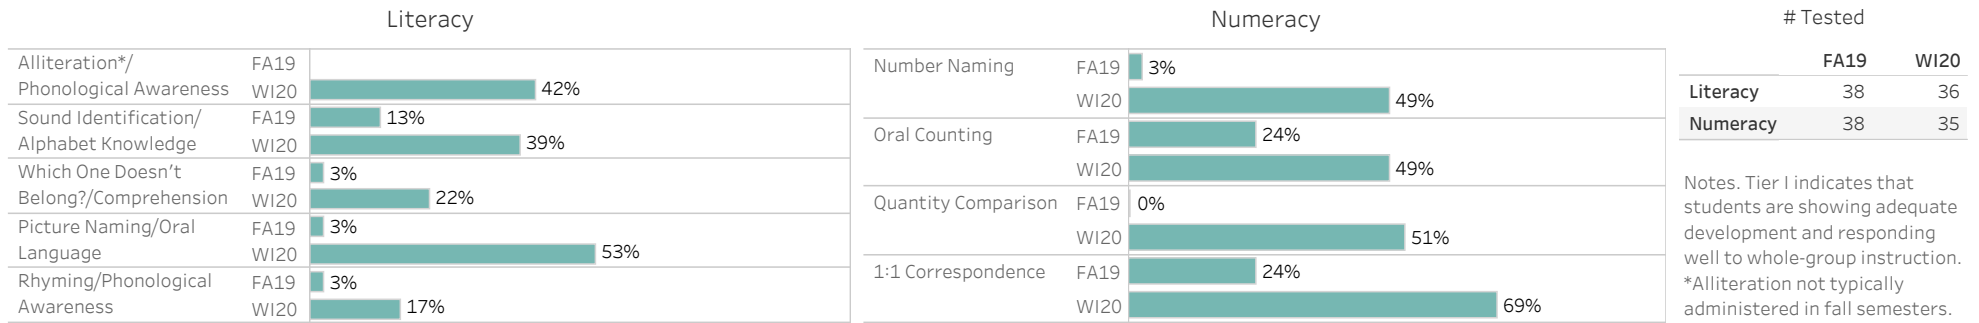 Literacy
Alliteration*/
Phonological Awareness
FA19
WI20
42%
Sound Identification/
Alphabet Knowledge
FA19
13%
WI20
39%
Which One Doesn't
Belong?/Comprehension
FA19
3%
WI20
22%
Picture Naming/Oral
Language
FA19
3%
WI20
53%
Rhyming/Phonological
Awareness
FA19
3%
WI20
17%
Numeracy
Number Naming
FA19
3%
WI20
49%
Oral Counting
FA19
24%
WI20
49%
Quantity Comparison
FA19
0%
WI20
51%
1:1 Correspondence
FA19
24%
WI20
69%
# Tested
FA19 WI20
Literacy 38 36
Numeracy 38 35
Notes. Tier I indicates that
students are showing adequate
development and responding
well to whole-group instruction.
*Alliteration not typically
administered in fall semesters.